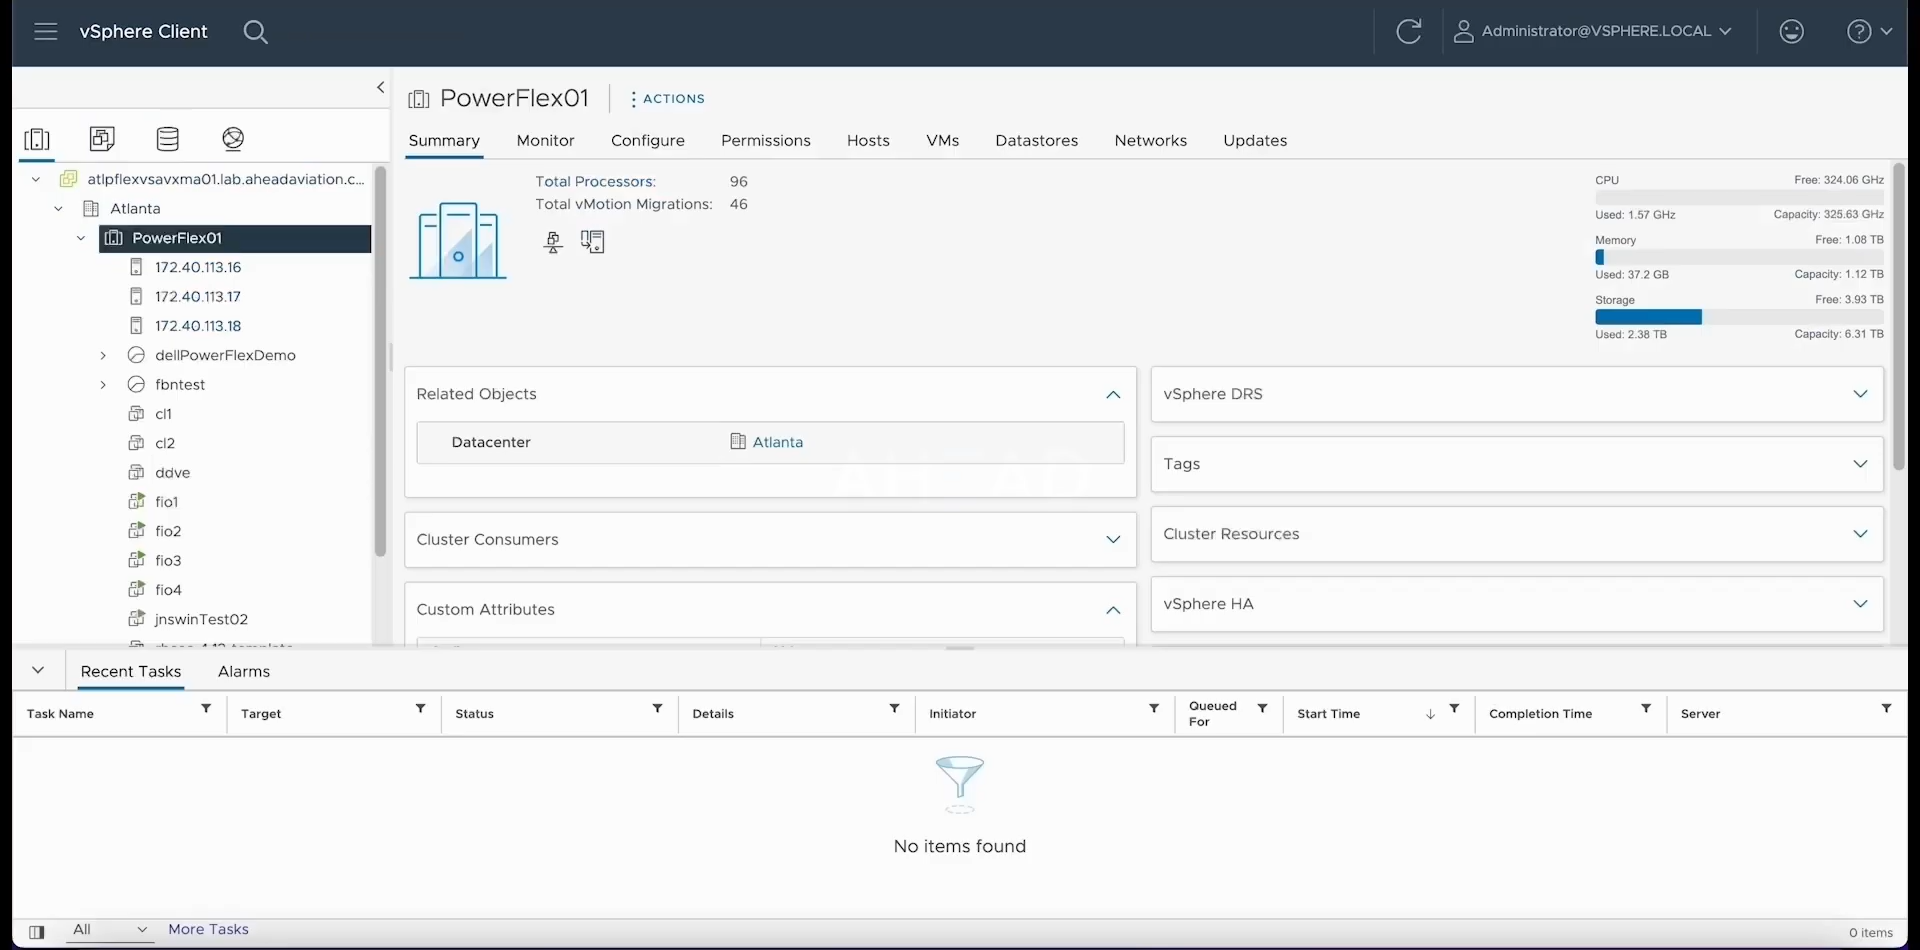 vSphere Client
Administrator@VSPHERE.LOCAL
PowerFlex01
ACTIONS
Summary
Monitor
Configure
Permissions
Hosts
VMs
Datastores
Networks
Updates
atlpflexvsavxma01.lab.aheadaviation.c...
Atlanta
PowerFlex01
172.40.113.16
172.40.113.17
172.40.113.18
dellPowerFlexDemo
fbntest
cl1
cl2
ddve
fio1
fio2
fio3
fio4
jnswinTest02
Total Processors: 96
Total vMotion Migrations: 46
CPU Free: 324.06 GHz
Used: 1.57 GHz Capacity: 325.63 GHz
Memory Free: 1.08 TB
Used: 37.2 GB Capacity: 1.12 TB
Storage Free: 3.93 TB
Used: 2.38 TB Capacity: 6.31 TB
Related Objects
Datacenter Atlanta
Cluster Consumers
Custom Attributes
vSphere DRS
Tags
Cluster Resources
vSphere HA
Recent Tasks
Alarms
Task Name
Target
Status
Details
Initiator
Queued
For
Start Time
Completion Time
Server
No items found
All
More Tasks
0 items